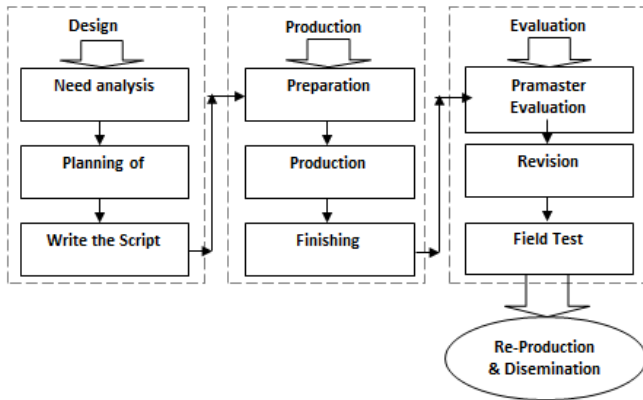 Design
Need analysis
Planning of
Write the Script
Production
Preparation
Production
Finishing
Evaluation
Pramaster
Evaluation
Revision
Field Test
Re-Production
& Disemination